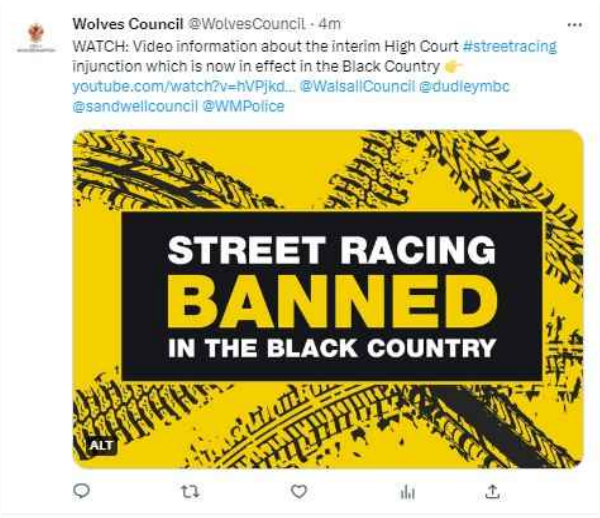 Wolves Council @WolvesCouncil · 4m
WATCH: Video information about the interim High Court #streetracing
injunction which is now in effect in the Black Country 👉
youtube.com/watch?v=hVPjkd... @WalsallCouncil @dudleymbc
@sandwellcouncil @WMPolice
STREET RACING
BANNED
IN THE BLACK COUNTRY
ALT